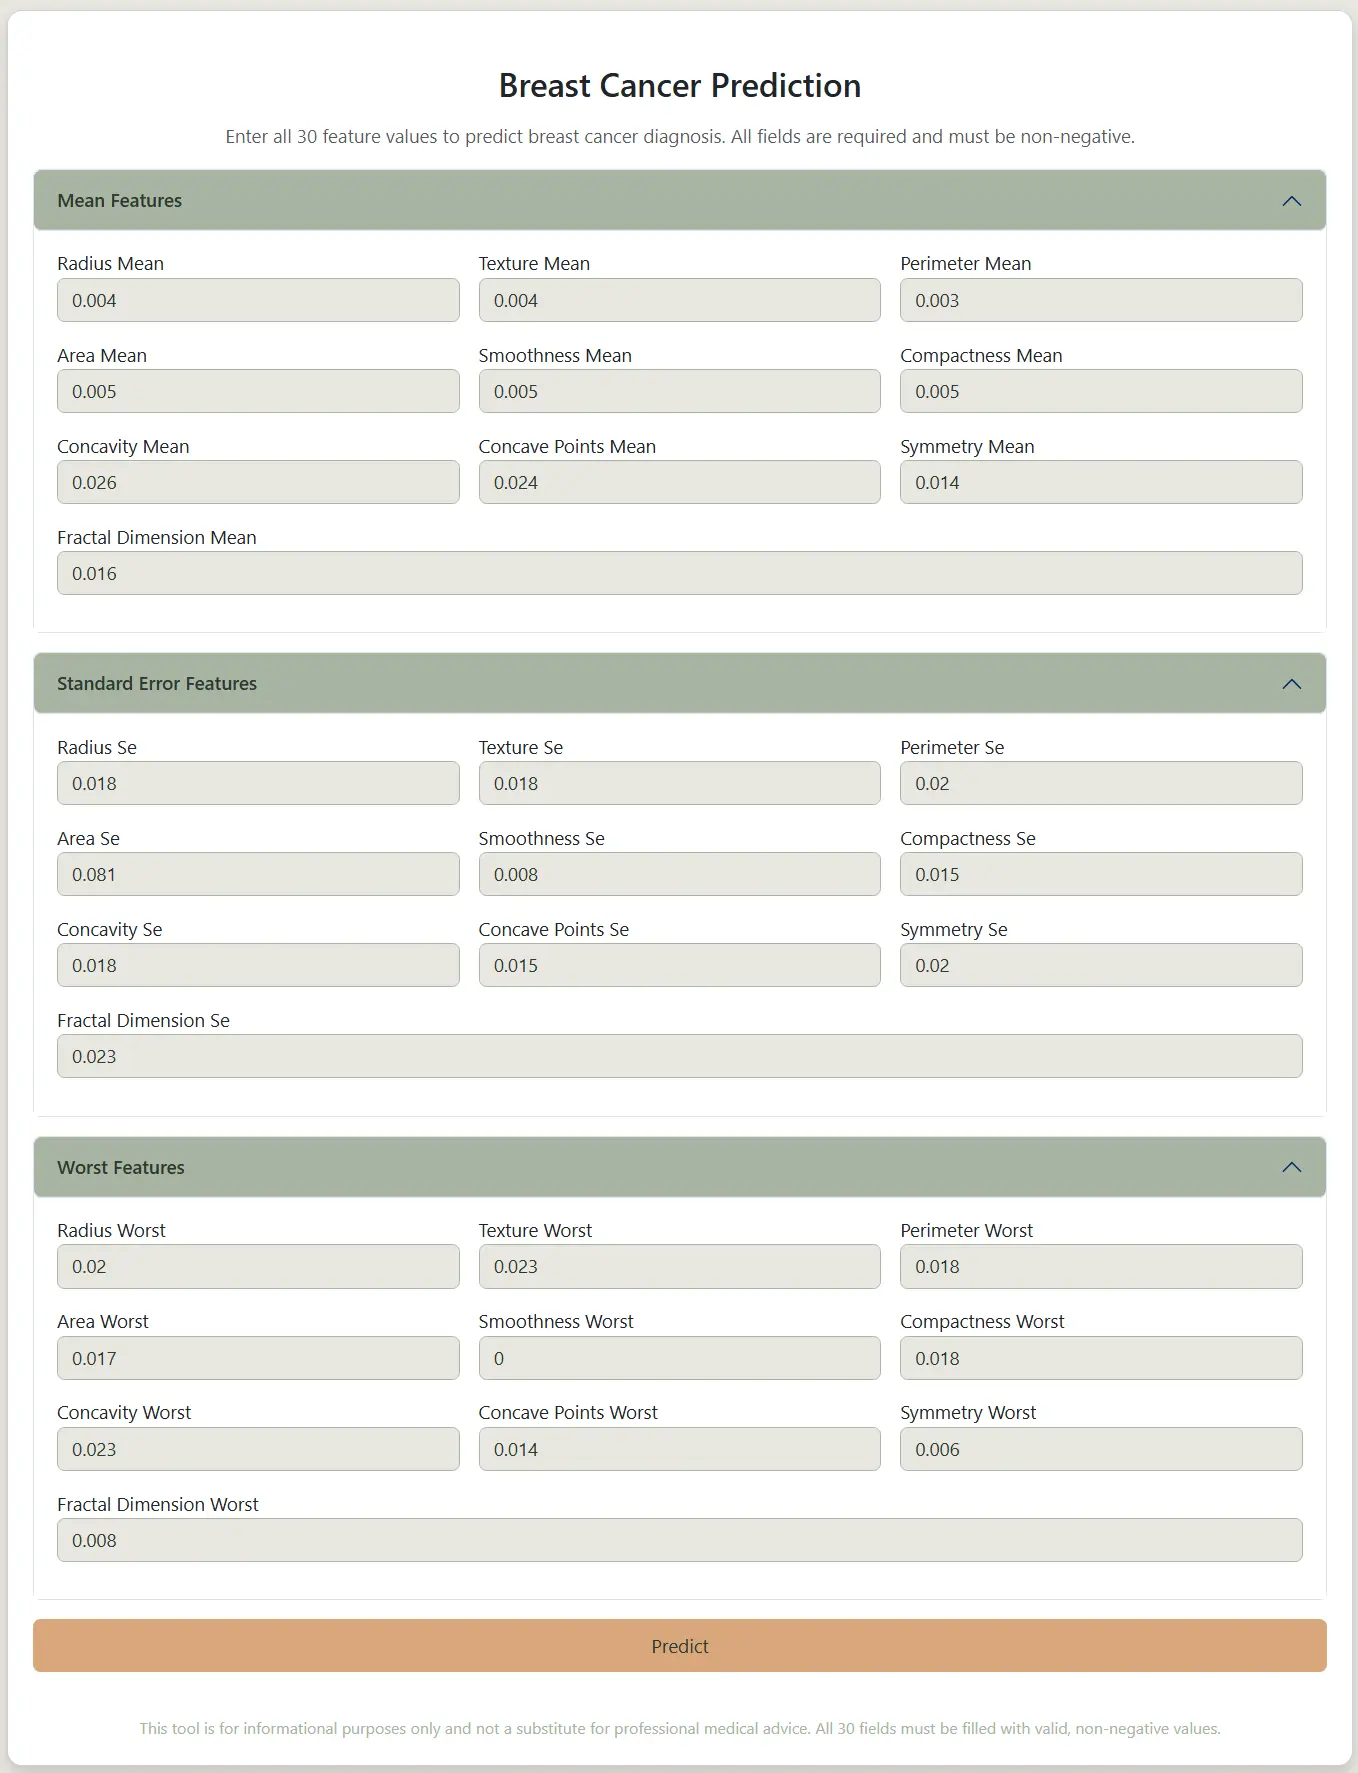 Breast Cancer Prediction
Enter all 30 feature values to predict breast cancer diagnosis. All fields are required and must be non-negative.
Mean Features
Radius Mean Texture Mean Perimeter Mean
0.004 0.004 0.003
Area Mean Smoothness Mean Compactness Mean
0.005 0.005 0.005
Concavity Mean Concave Points Mean Symmetry Mean
0.026 0.024 0.014
Fractal Dimension Mean
0.016
Standard Error Features
Radius Se Texture Se Perimeter Se
0.018 0.018 0.02
Area Se Smoothness Se Compactness Se
0.081 0.008 0.015
Concavity Se Concave Points Se Symmetry Se
0.018 0.015 0.02
Fractal Dimension Se
0.023
Worst Features
Radius Worst Texture Worst Perimeter Worst
0.02 0.023 0.018
Area Worst Smoothness Worst Compactness Worst
0.017 0 0.018
Concavity Worst Concave Points Worst Symmetry Worst
0.023 0.014 0.006
Fractal Dimension Worst
0.008
Predict
This tool is for informational purposes only and not a substitute for professional medical advice. All 30 fields must be filled with valid, non-negative values.